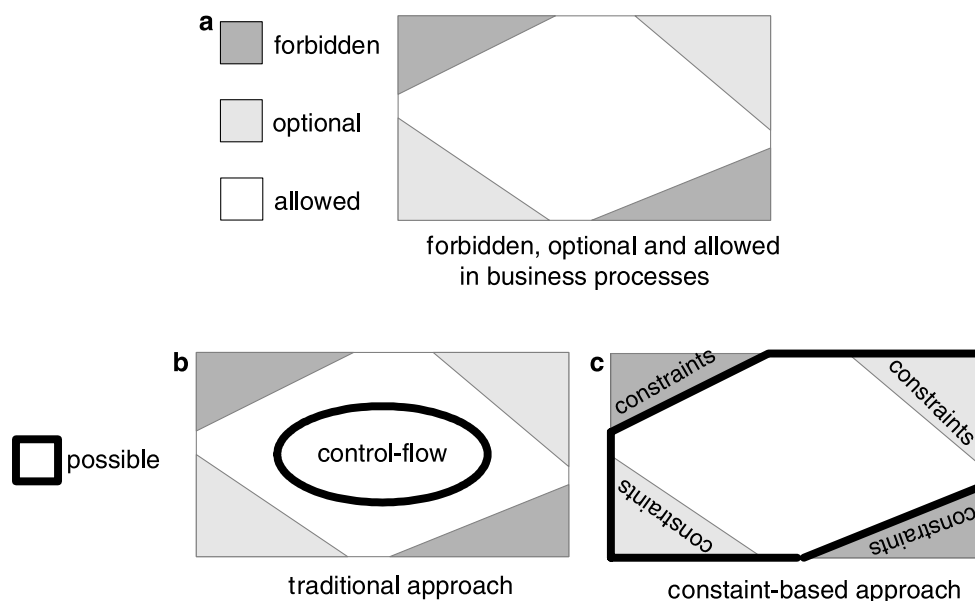 a
forbidden
optional
allowed
forbidden, optional and allowed
in business processes
b
control-flow
possible
traditional approach
c
constraints
constraints
constraints
constraints
constaint-based approach